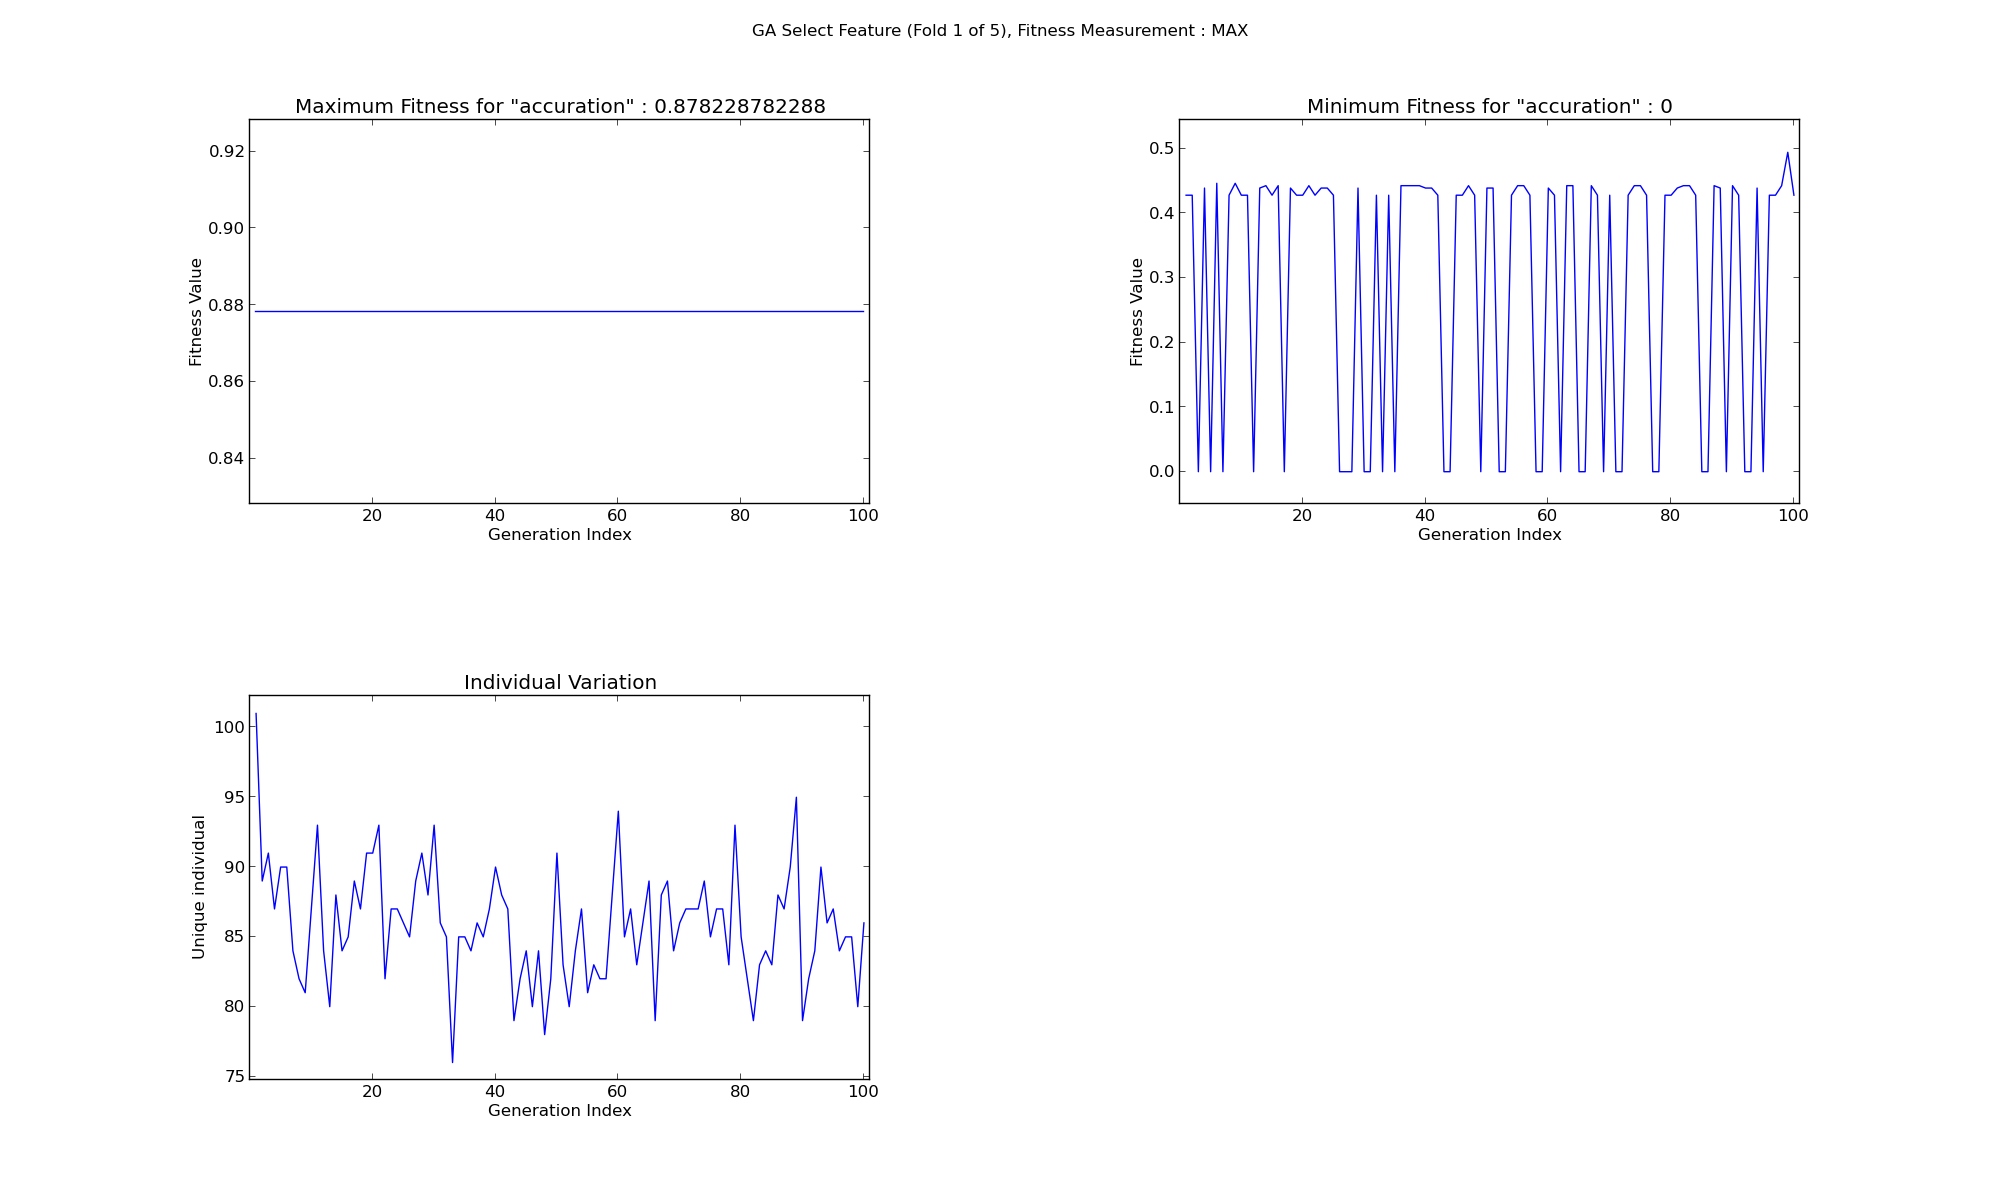 GA Select Feature (Fold 1 of 5), Fitness Measurement : MAX
Maximum Fitness for "accuration" : 0.878228782288
0.92
0.90
0.88
0.86
0.84
Fitness Value
20 40 60 80 100
Generation Index
Minimum Fitness for "accuration" : 0
0.5
0.4
0.3
0.2
0.1
0.0
Fitness Value
20 40 60 80 100
Generation Index
Individual Variation
100
95
90
85
80
75
Unique individual
20 40 60 80 100
Generation Index